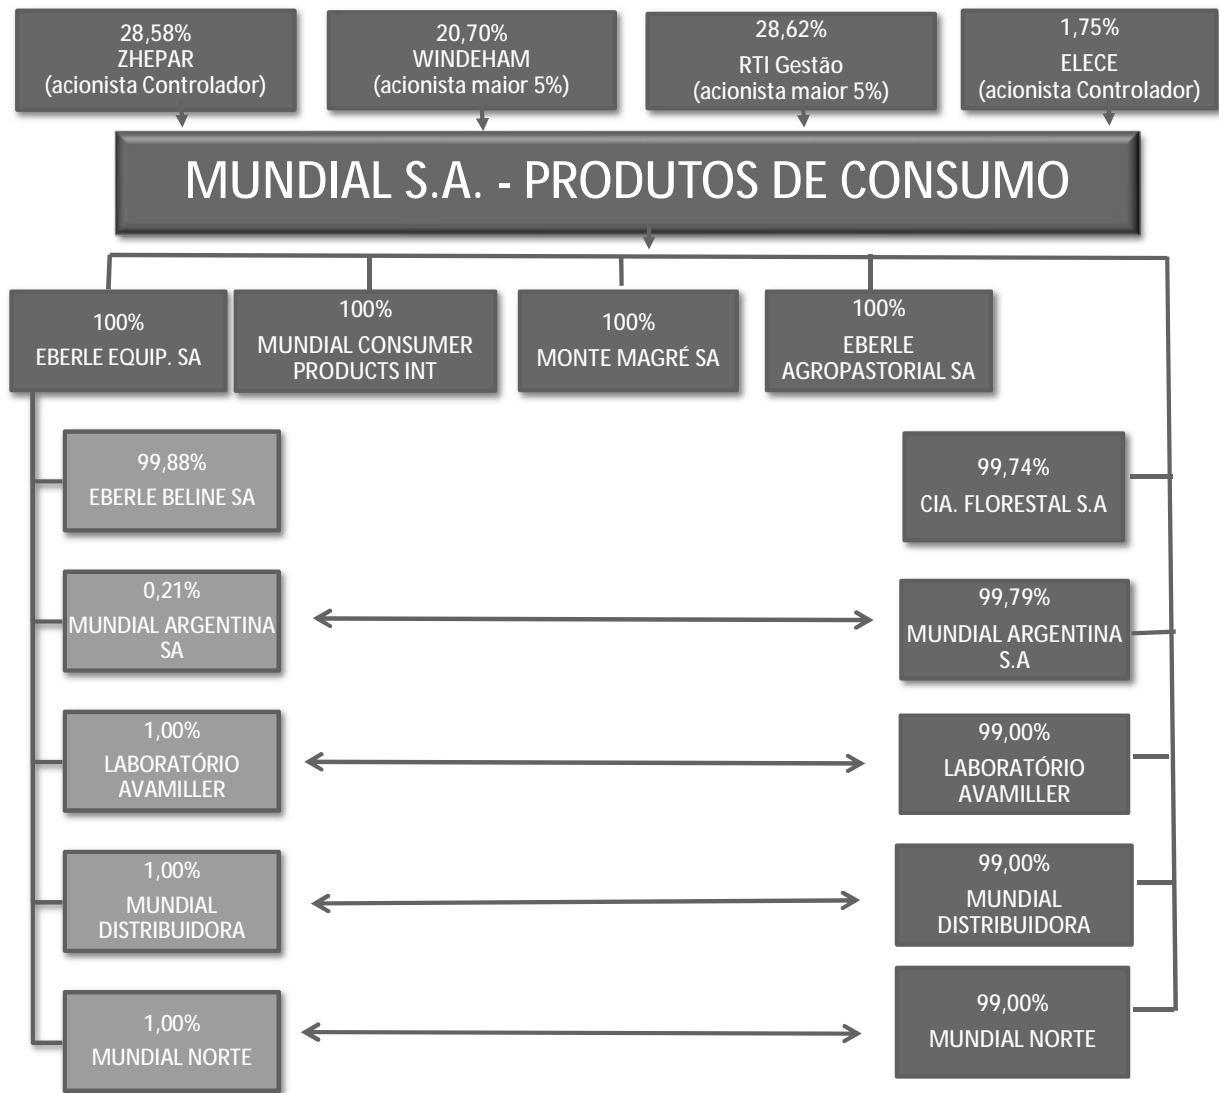 28,58%
ZHEPAR
(acionista Controlador)
20,70%
WINDEHAM
(acionista maior 5%)
28,62%
RTI Gestão
(acionista maior 5%)
1,75%
ELECE
(acionista Controlador)
MUNDIAL S.A. - PRODUTOS DE CONSUMO
100%
EBERLE EQUIP. SA
100%
MUNDIAL CONSUMER
PRODUCTS INT
100%
MONTE MAGRÉ SA
100%
EBERLE
AGROPASTORIAL SA
99,88%
EBERLE BELINE SA
99,74%
CIA. FLORESTAL S.A
0,21%
MUNDIAL ARGENTINA
SA
99,79%
MUNDIAL ARGENTINA
S.A
1,00%
LABORATÓRIO
AVAMILLER
99,00%
LABORATÓRIO
AVAMILLER
1,00%
MUNDIAL
DISTRIBUIDORA
99,00%
MUNDIAL
DISTRIBUIDORA
1,00%
MUNDIAL NORTE
99,00%
MUNDIAL NORTE